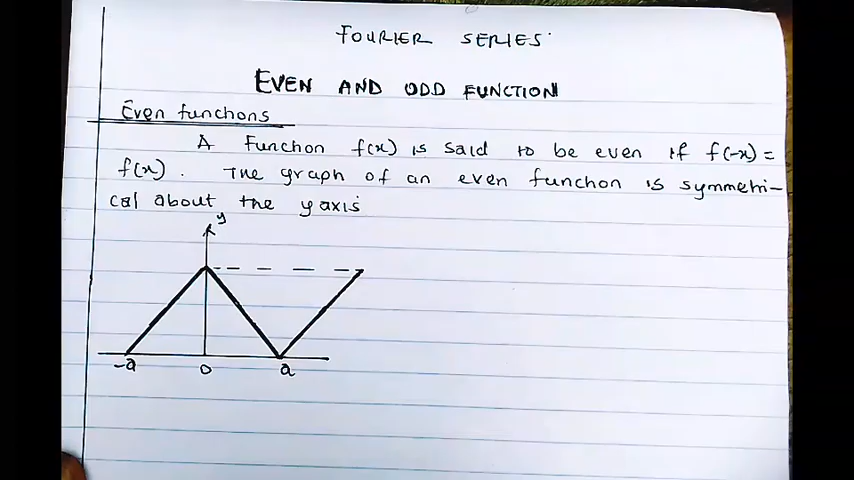 FOURIER SERIES
EVEN AND ODD FUNCTION
Even functions
A Function f(x) is said to be even if f(-x) =
f(x). The graph of an even function is symmetri-
cal about the y axis
y
-a 0 a